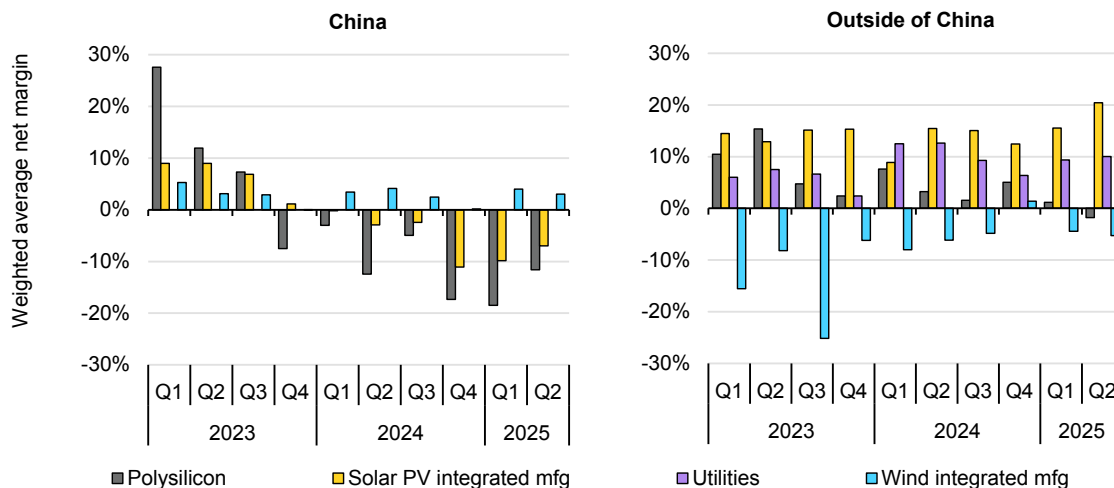 China
Outside of China
Weighted average net margin
30%
20%
10%
0%
-10%
-20%
-30%
Q1 Q2 Q3 Q4 Q1 Q2 Q3 Q4 Q1 Q2
2023 2024 2025
30%
20%
10%
0%
-10%
-20%
-30%
Q1 Q2 Q3 Q4 Q1 Q2 Q3 Q4 Q1 Q2
2023 2024 2025
Polysilicon Solar PV integrated mfg Utilities Wind integrated mfg